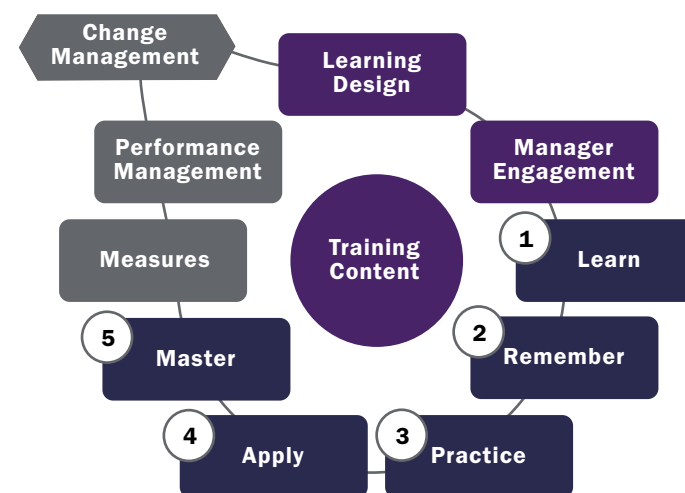 Change
Management
Learning
Design
Manager
Engagement
1
Learn
2
Remember
3
Practice
4
Apply
5
Master
Measures
Performance
Management
Training
Content